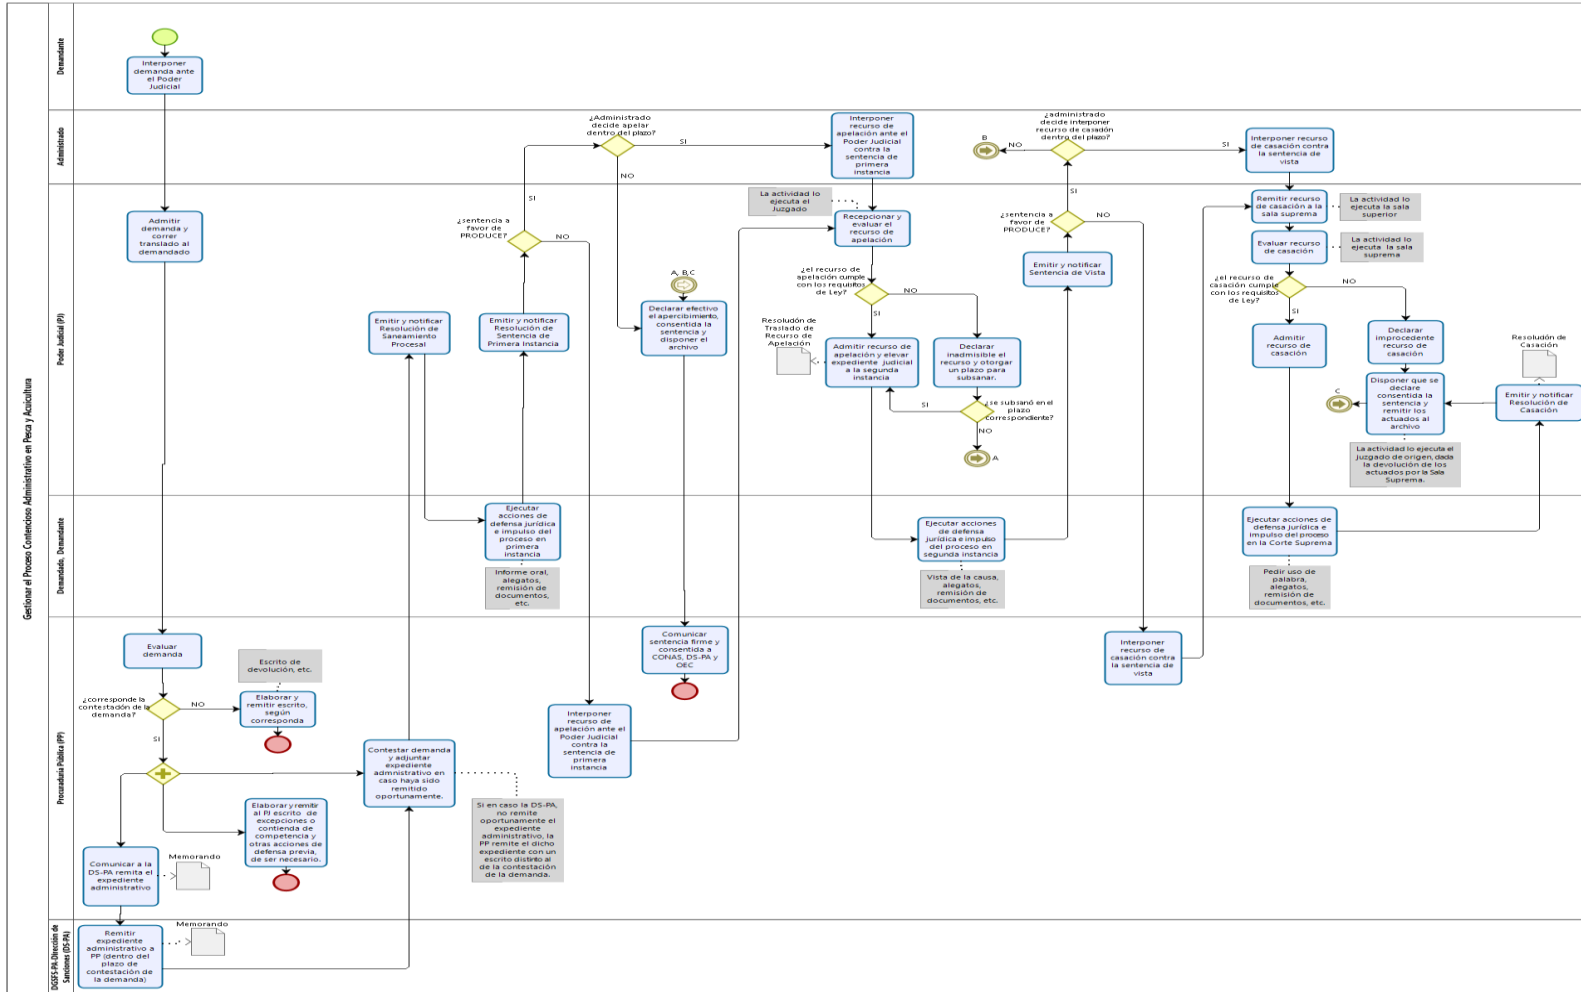 Gestionar el Proceso Contencioso Administrativo en Pesca y Acuicultura
Demandante
Interponer
demanda ante
el Poder
Judicial
Administrado
¿Administrado
decide apelar
dentro del plazo?
SI
NO
Interponer
recurso de
apelación ante el
Poder Judicial
contra la
sentencia de
primera
instancia
¿administrado
decide interponer
recurso de casación
dentro del plazo?
B
NO
SI
SI
Interponer recurso
de casación contra
la sentencia de
vista
Poder Judicial (PJ)
Admitir
demanda y
correr
translado al
demandado
Emitir y notificar
Resolución de
Saneamiento
Procesal
¿sentencia a
favor de
PRODUCE?
SI
NO
Emitir y notificar
Resolución de
Sentencia de
Primera Instancia
A, B,C
Declarar efectivo
el apercibimiento,
consentida la
sentencia y
disponer el
archivo
La actividad lo
ejecuta el
Juzgado
Recepcionar y
evaluar el
recurso de
apelación
¿el recurso de
apelación cumple
con los requisitos
de Ley?
NO
SI
Resolución de
Traslado de
Recurso de
Apelación
Admitir recurso de
apelación y elevar
expediente judicial
a la segunda
instancia
Declarar
inadmisible el
recurso y otorgar
un plazo para
subsanar.
SI
¿se subsanó en el
plazo
correspondiente?
NO
A
¿sentencia a
favor de
PRODUCE?
NO
Emitir y notificar
Sentencia de Vista
Remitir recurso
de casación a la
sala suprema
La actividad lo
ejecuta la sala
superior
Evaluar recurso
de casación
La actividad lo
ejecuta la sala
suprema
¿el recurso de
casación cumple
con los requisitos
de Ley?
NO
SI
Admitir
recurso de
casación
Declarar
improcedente
recurso de
casación
C
Disponer que se
declare
consentida la
sentencia y
remitir los
actuados al
archivo
La actividad lo ejecuta el
juzgado de origen, dada
la devolución de los
actuados por la Sala
Suprema.
Resolución de
Casación
Emitir y notificar
Resolución de
Casación
Demandado, Demandante
Ejecutar
acciones de
defensa jurídica
e impulso del
proceso en
primera
instancia
Informe oral,
alegatos,
remisión de
documentos,
etc.
Ejecutar acciones
de defensa
jurídica e impulso
del proceso en
segunda instancia
Vista de la causa,
alegatos,
remisión de
documentos, etc.
Ejecutar acciones de
defensa jurídica e
impulso del proceso
en la Corte Suprema
Pedir uso de
palabra,
alegatos,
remisión de
documentos, etc.
Procuraduría Pública (PP)
Evaluar
demanda
¿corresponde la
contestación de la
demanda?
NO
SI
Escrito de
devolución, etc.
Elaborar y
remitir escrito,
según
corresponda
Elaborar y remitir
al PJ escrito de
excepciones o
contienda de
competencia y
otras acciones de
defensa previa,
de ser necesario.
Comunicar a la
DS-PA remita el
expediente
administrativo
Memorando
Contestar demanda
y adjuntar
expediente
administrativo en
caso haya sido
remitido
oportunamente.
Si en caso la DS-PA,
no remite
oportunamente el
expediente
administrativo, la
PP remite el dicho
expediente con un
escrito distinto al
de la contestación
de la demanda.
Interponer
recurso de
apelación ante el
Poder Judicial
contra la
sentencia de
primera
instancia
Comunicar
sentencia firme y
consentida a
CONAS, DS-PA y
OEC
Interponer
recurso de
casación contra
la sentencia de
vista
DGSFS-PA-Dirección de
Sanciones (DS-PA)
Remitir
expediente
administrativo a
PP (dentro del
plazo de
contestación de
la demanda)
Memorando